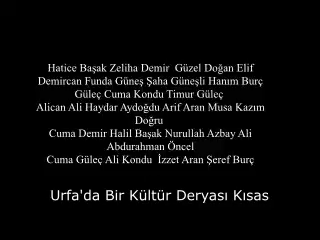 Hatice Başak Zeliha Demir  Güzel Doğan Elif
Demircan Funda Güneş Şaha Güneşli Hanım Burç
Güleç Cuma Kondu Timur Güleç
Alican Ali Haydar Aydoğdu Arif Aran Musa Kazım
Doğru
Cuma Demir Halil Başak Nurullah Azbay Ali
Abdurahman Öncel
Cuma Güleç Ali Kondu  İzzet Aran Şeref Burç
Urfa'da Bir Kültür Deryası Kısas